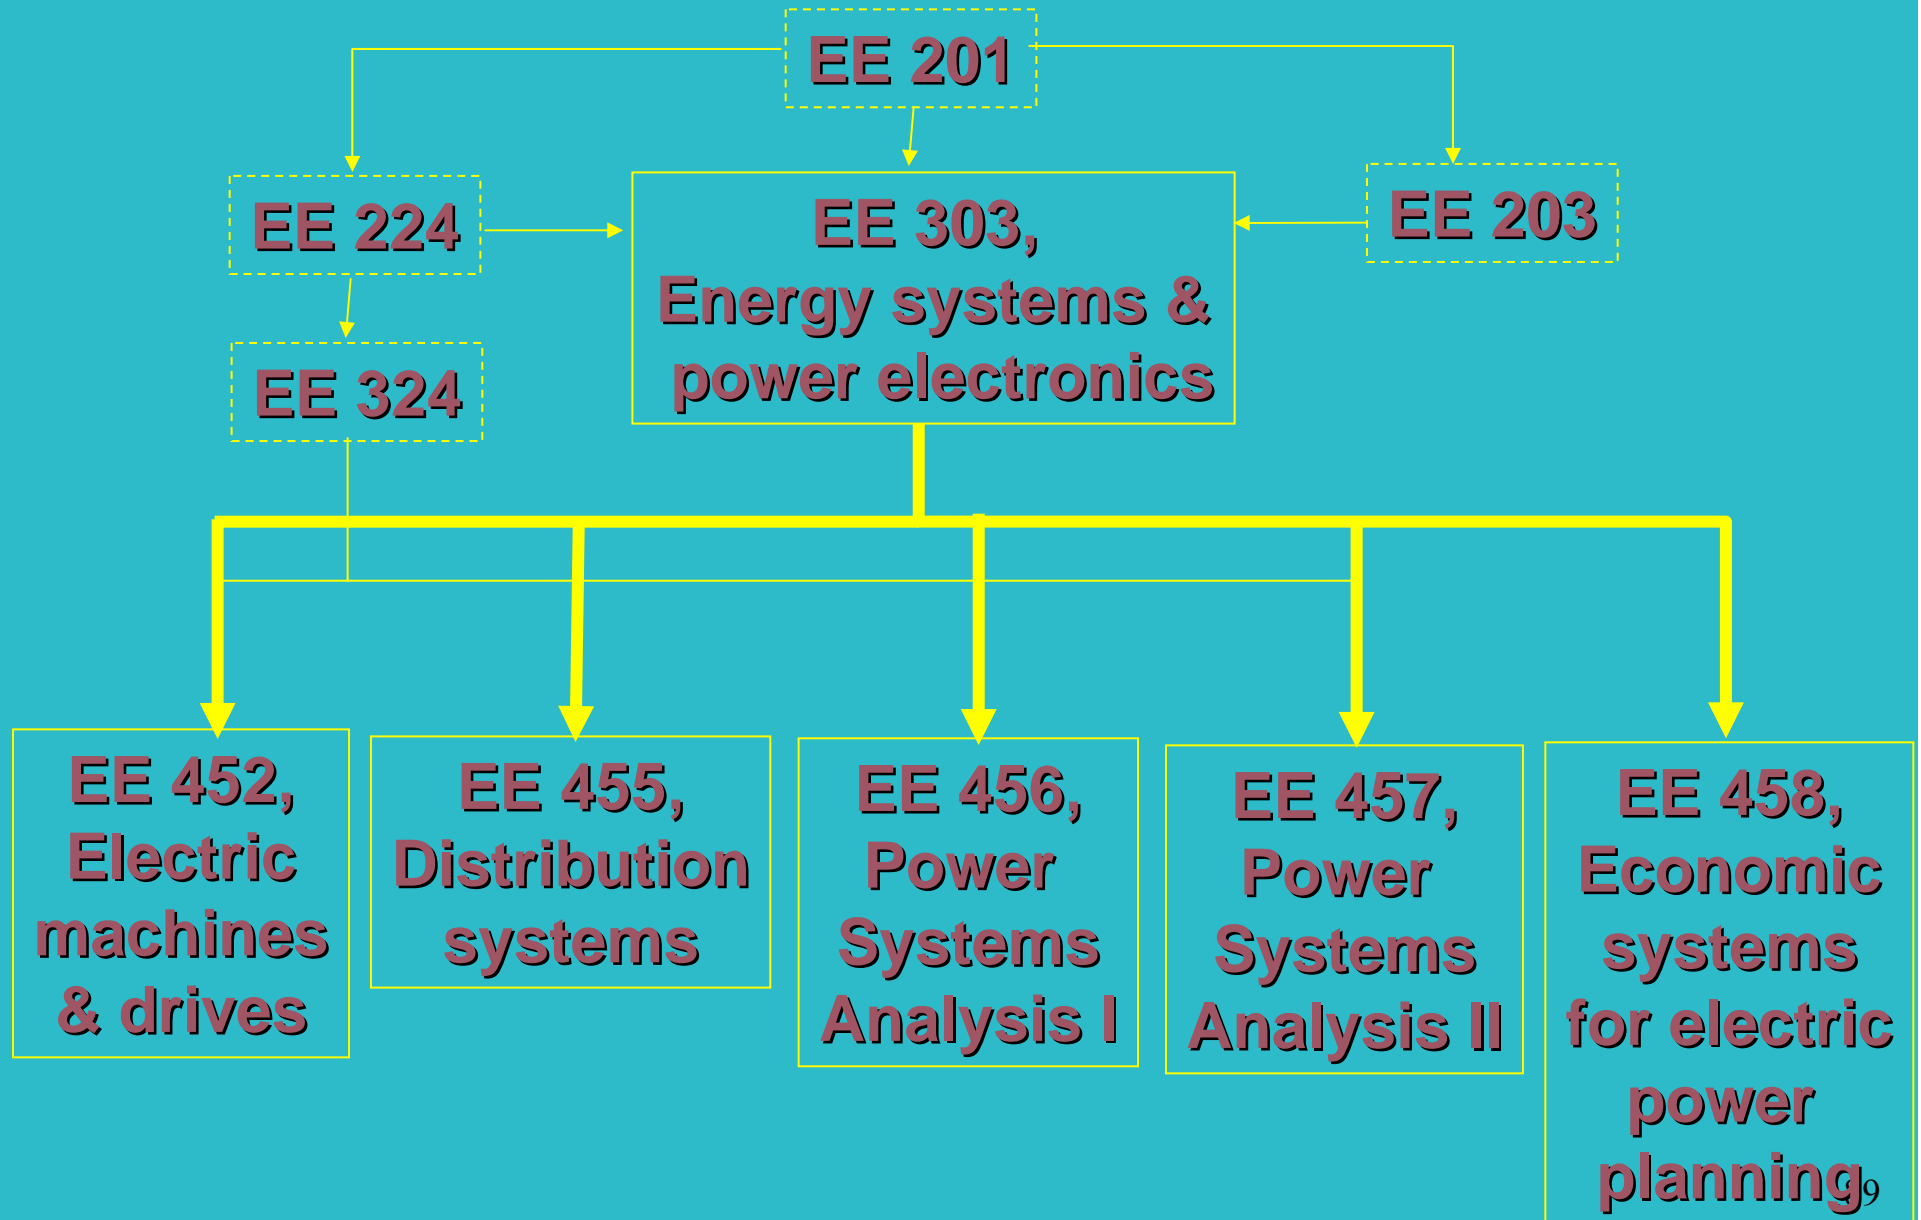 EE 201
EE 224
EE 303,
Energy systems &
power electronics
EE 203
EE 324
EE 452,
Electric
machines
& drives
EE 455,
Distribution
systems
EE 456,
Power
Systems
Analysis I
EE 457,
Power
Systems
Analysis II
EE 458,
Economic
systems
for electric
power
planning